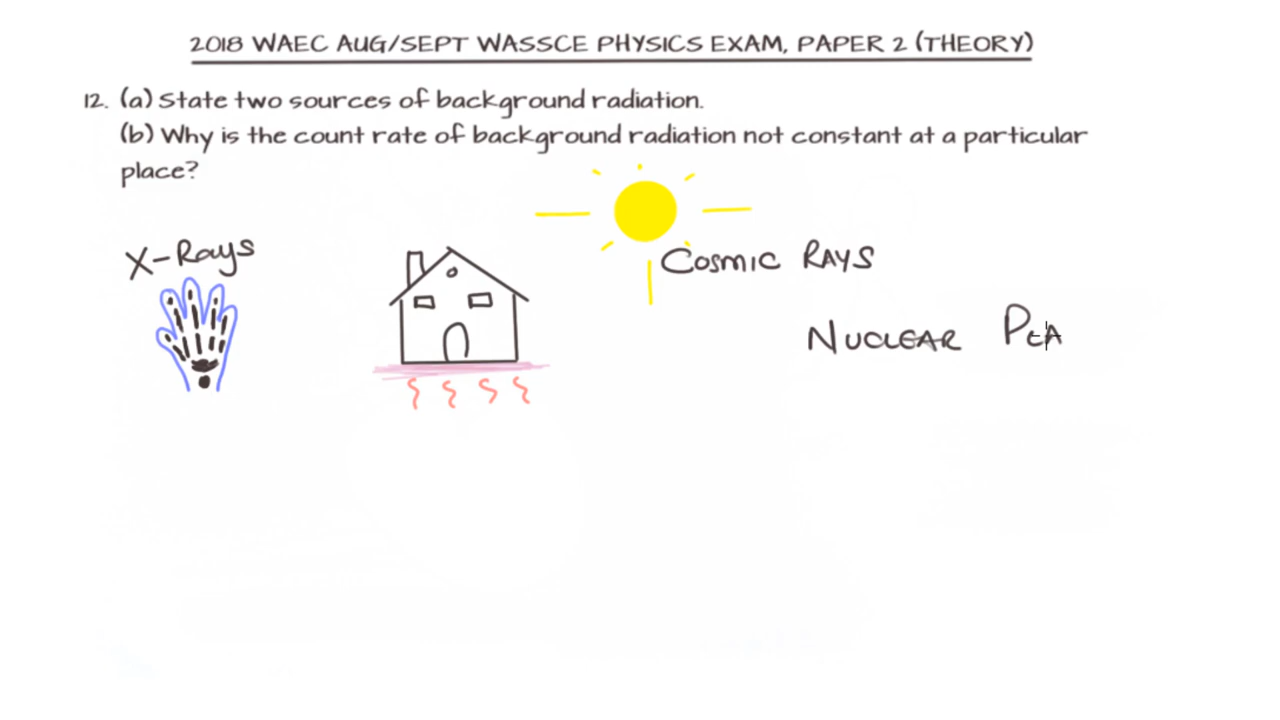 2018 WAEC AUG/SEPT WASSCE PHYSICS EXAM, PAPER 2 (THEORY)
12. (a) State two sources of background radiation.
(b) Why is the count rate of background radiation not constant at a particular
place?
X-Rays
COSMIC RAYS
NUCLEAR